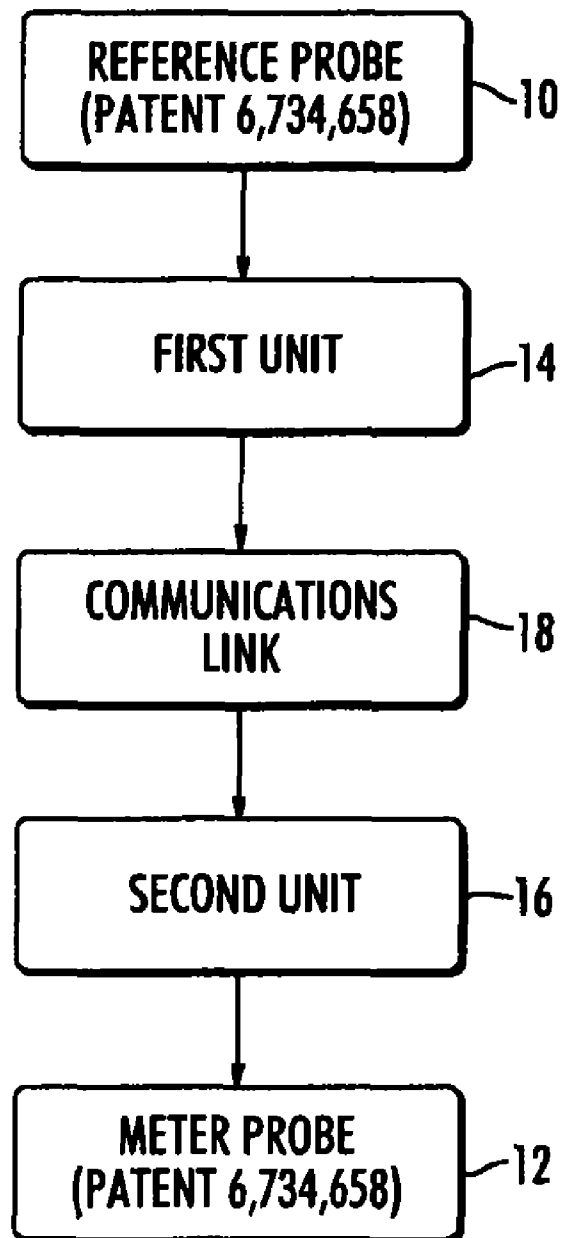 REFERENCE PROBE
(PATENT 6,734,658)
10
FIRST UNIT
14
COMMUNICATIONS
LINK
18
SECOND UNIT
16
METER PROBE
(PATENT 6,734,658)
12